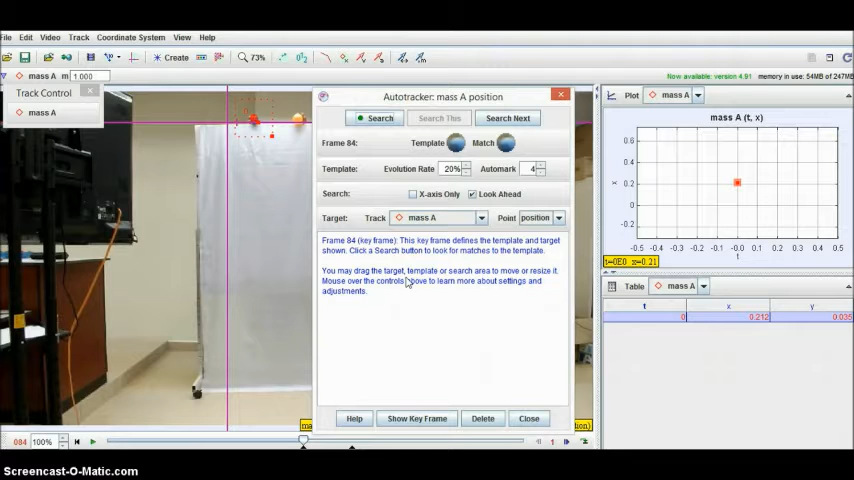 File Edit Video Track Coordinate System View Help
Create 73%
Now available: version 4.91 memory in use: 54MB of 247MB
mass A m 1.000
Track Control
mass A
Autotracker: mass A position
Search Search This Search Next
Frame 84: Template Match
Template: Evolution Rate 20% Automark 4
Search: X-axis Only Look Ahead
Target: Track mass A Point position
Frame 84 (key frame): This key frame defines the template and target
shown. Click a Search button to look for matches to the template.
You may drag the target, template or search area to move or resize it.
Mouse over the controls above to learn more about settings and
adjustments.
Help Show Key Frame Delete Close
Plot mass A
mass A (t, x)
x
0.6
0.4
0.2
0
-0.2
-0.5 -0.4 -0.3 -0.2 -0.1 -0.0 0.1 0.2 0.3 0.4 0.5
t
t=0E0 x=0.21
Table mass A
t x y
0 0.212 0.035
084 100% 1
Screencast-O-Matic.com